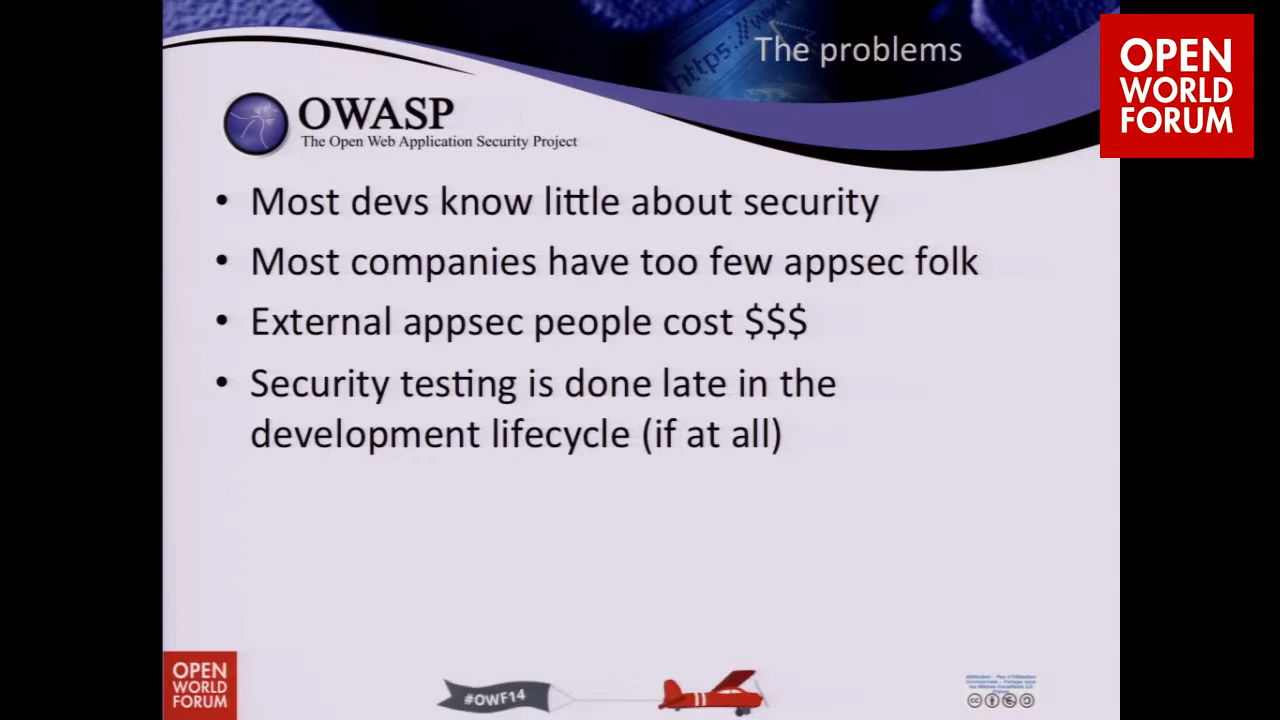 The problems
OPEN
WORLD
FORUM
https://www
OWASP
The Open Web Application Security Project
• Most devs know little about security
• Most companies have too few appsec folk
• External appsec people cost $$$
• Security testing is done late in the
development lifecycle (if at all)
OPEN
WORLD
FORUM
#OWF14